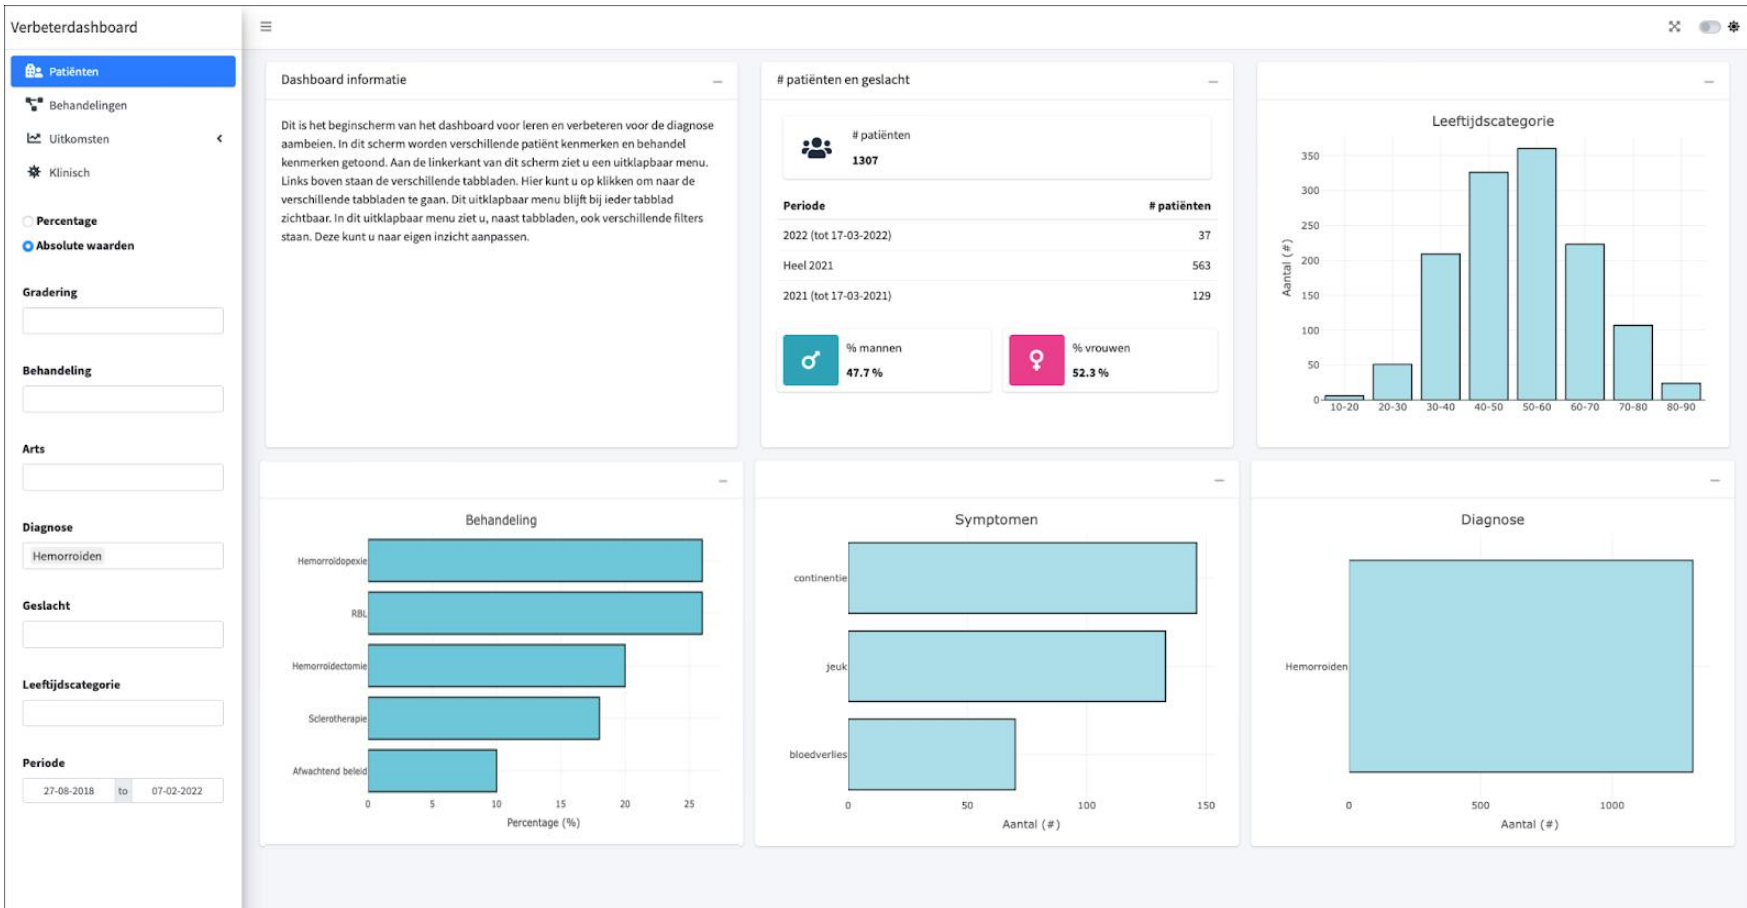 Verbeterdashboard
Patiënten
Behandelingen
Uitkomsten
Klinisch
Percentage
Absolute waarden
Gradering
Behandeling
Arts
Diagnose
Hemorroiden
Geslacht
Leeftijdscategorie
Periode
27-08-2018 to 07-02-2022
Dashboard informatie
Dit is het beginscherm van het dashboard voor leren en verbeteren voor de diagnose
aambeien. In dit scherm worden verschillende patiënt kenmerken en behandel
kenmerken getoond. Aan de linkerkant van dit scherm ziet u een uitklapbaar menu.
Links boven staan de verschillende tabbladen. Hier kunt u op klikken om naar de
verschillende tabbladen te gaan. Dit uitklapbaar menu blijft bij ieder tabblad
zichtbaar. In dit uitklapbaar menu ziet u, naast tabbladen, ook verschillende filters
staan. Deze kunt u naar eigen inzicht aanpassen.
# patiënten en geslacht
# patiënten
1307
Periode # patiënten
2022 (tot 17-03-2022) 37
Heel 2021 563
2021 (tot 17-03-2021) 129
% mannen
47.7 %
% vrouwen
52.3 %
Leeftijdscategorie
350
300
250
200
150
100
50
0
Aantal (#)
10-20 20-30 30-40 40-50 50-60 60-70 70-80 80-90
Behandeling
Hemorroïdopexie
RBL
Hemorroïdectomie
Sclerotherapie
Afwachtend beleid
0 5 10 15 20 25
Percentage (%)
Symptomen
continentie
jeuk
bloedverlies
0 50 100 150
Aantal (#)
Diagnose
Hemorroiden
0 500 1000
Aantal (#)